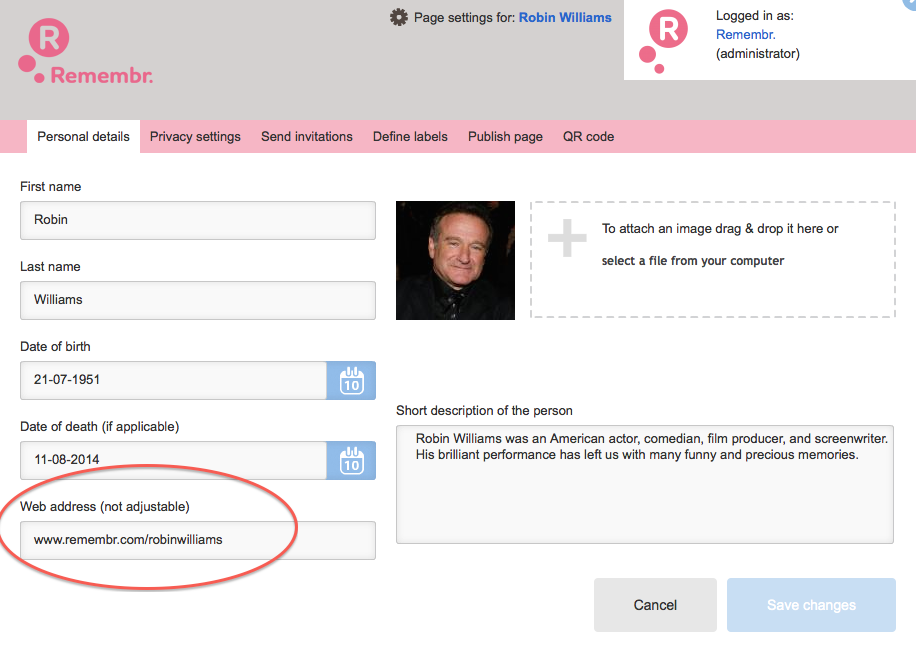 R
Remembr.
Page settings for: Robin Williams
R
Logged in as:
Remembr.
(administrator)
Personal details Privacy settings Send invitations Define labels Publish page QR code
First name
Robin
Last name
Williams
Date of birth
21-07-1951
10
Date of death (if applicable)
11-08-2014
10
Web address (not adjustable)
www.remembr.com/robinwilliams
To attach an image drag & drop it here or
select a file from your computer
Short description of the person
Robin Williams was an American actor, comedian, film producer, and screenwriter.
His brilliant performance has left us with many funny and precious memories.
Cancel
Save changes